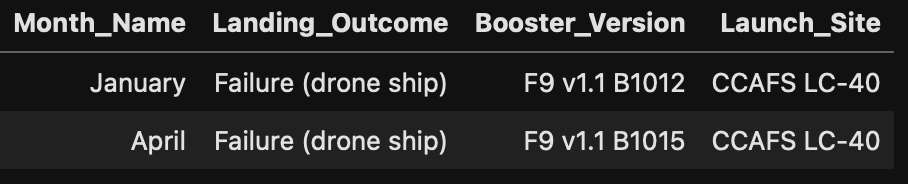 Month_Name Landing_Outcome Booster_Version Launch_Site
January Failure (drone ship) F9 v1.1 B1012 CCAFS LC-40
April Failure (drone ship) F9 v1.1 B1015 CCAFS LC-40